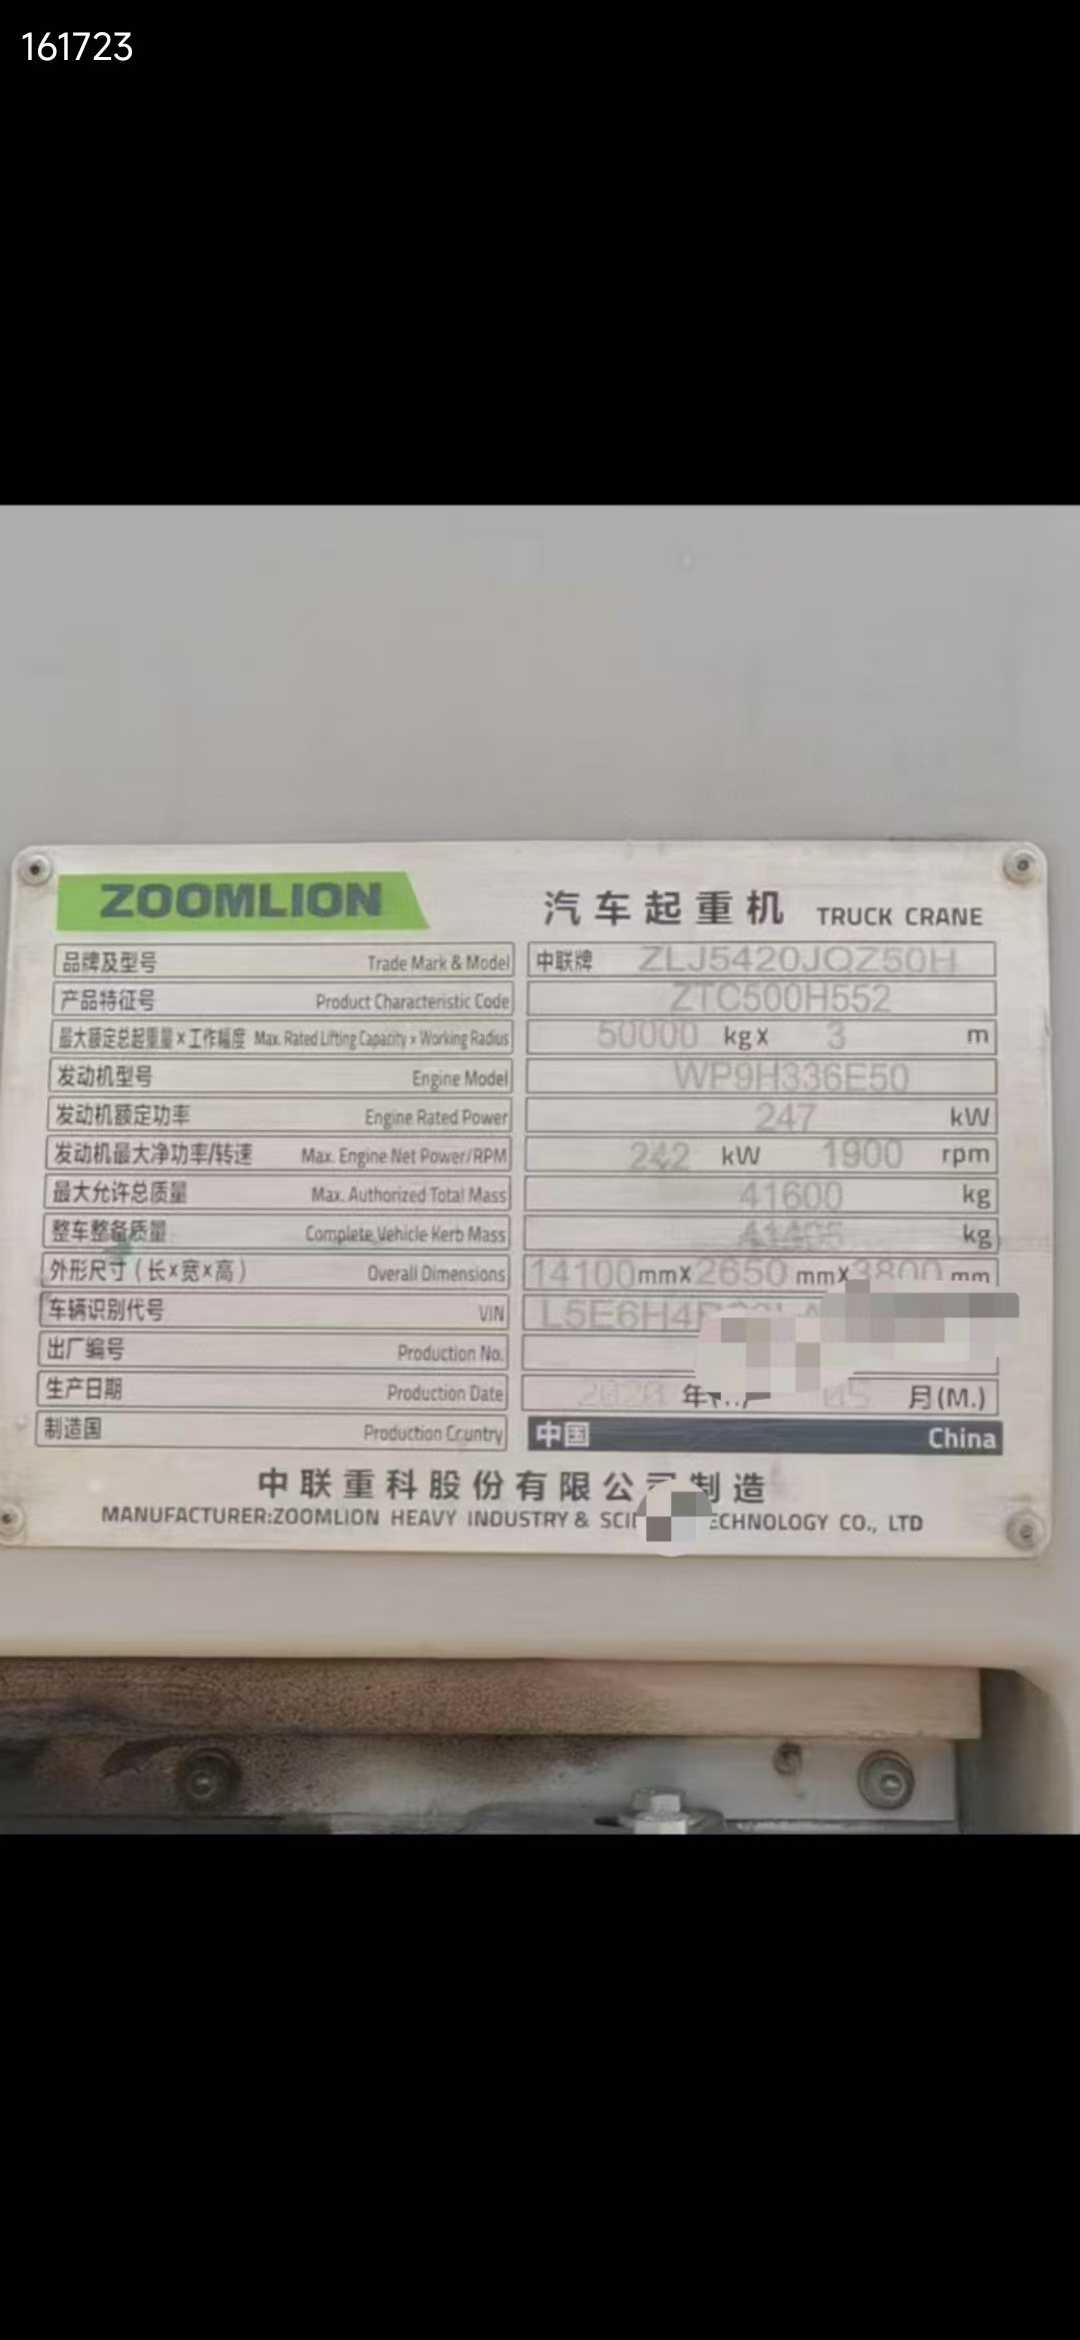 161723
ZOOMLION 汽车起重机 TRUCK CRANE
品牌及型号 Trade Mark & Model 中联牌 ZLJ5420JQZ50H
产品特征号 Product Characteristic Code ZTC500H552
最大额定总起重量×工作幅度 Max. Rated Lifting Capacity × Working Radius 50000 kg x 3 m
发动机型号 Engine Model WP9H336E50
发动机额定功率 Engine Rated Power 247 kW
发动机最大净功率/转速 Max. Engine Net Power/RPM 242 kW 1900 rpm
最大允许总质量 Max. Authorized Total Mass 41600 kg
整车整备质量 Complete Vehicle Kerb Mass kg
外形尺寸(长×宽×高) Overall Dimensions 14100 mmX 2650 mmX 3800 mm
车辆识别代号 VIN L5E6H4
出厂编号 Production No.
生产日期 Production Date 年 05 月(M.)
制造国 Production Cruntry 中国 China
中联重科股份有限公司制造
MANUFACTURER:ZOOMLION HEAVY INDUSTRY & SCI ECHNOLOGY CO., LTD